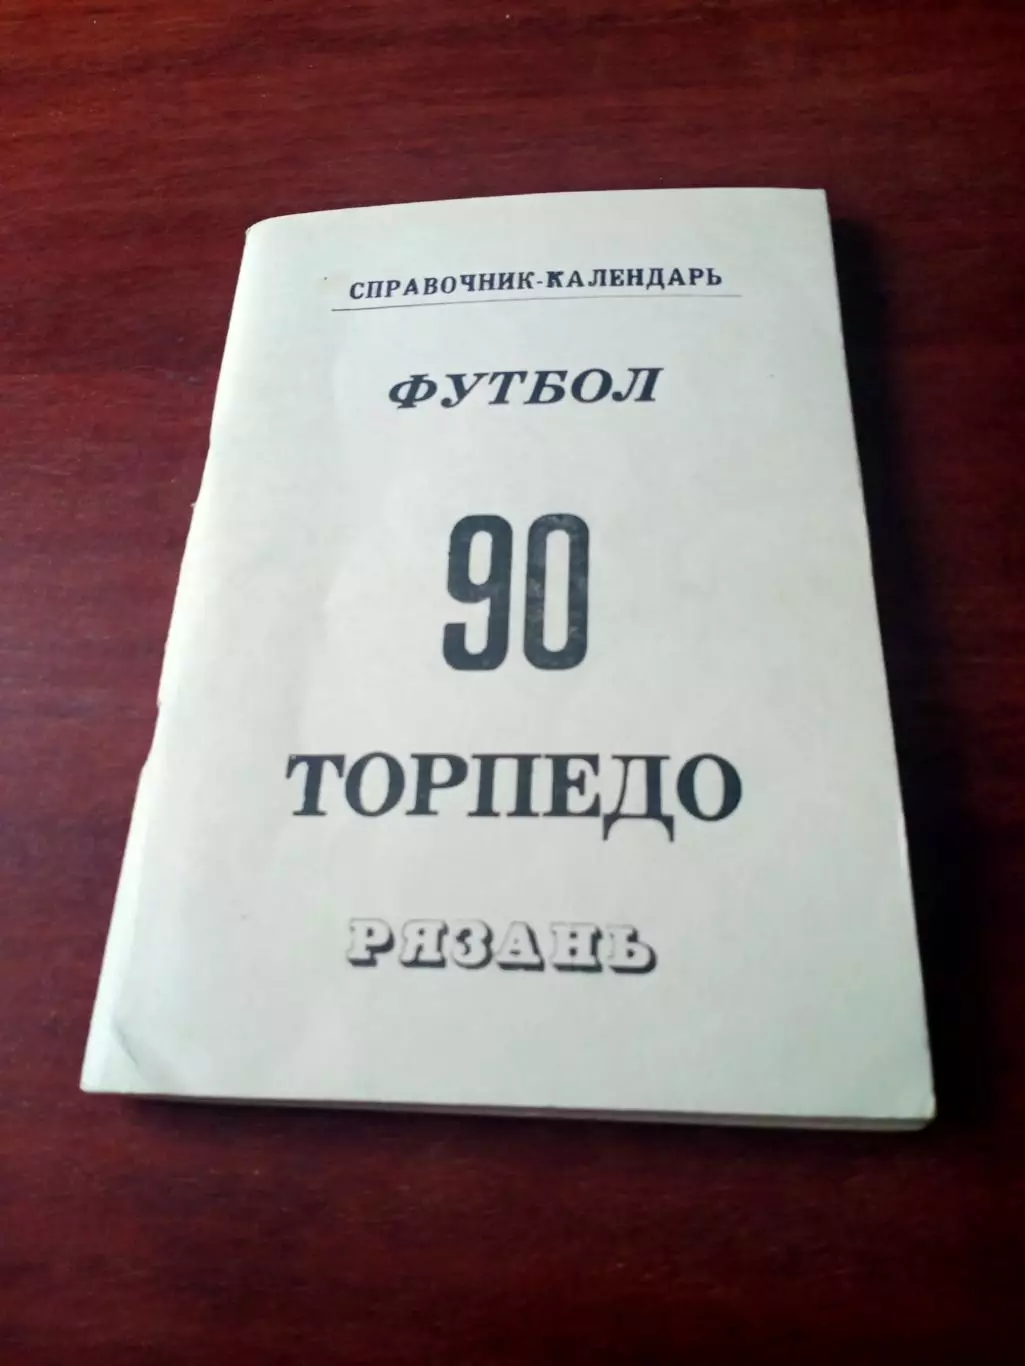 СПРАВОЧНИК-КАЛЕНДАРЬ
ФУТБОЛ
90
ТОРПЕДО
РЯЗАНЬ